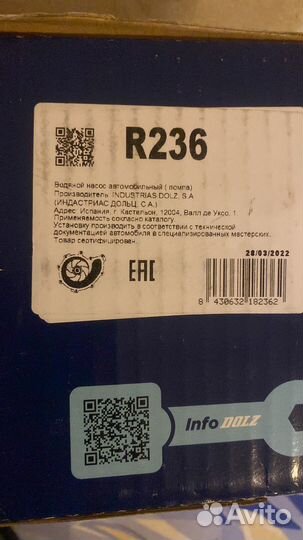 R236
Водяной насос автомобильный ( помпа)
Производитель: INDUSTRIAS DOLZ, S.A
(ИНДАСТРИАС ДОЛЬЦ, С.А.)
Адрес: Испания, г. Кастельон, 12004, Валл де Уксо, 1
Применяемость согласно каталогу.
Установку производить в соответствии с технической
документацией автомобиля в специализированных мастерских.
Товар сертифицирован.
28/03/2022
EAC
8 430632 182362
Info DOLZ
Avito